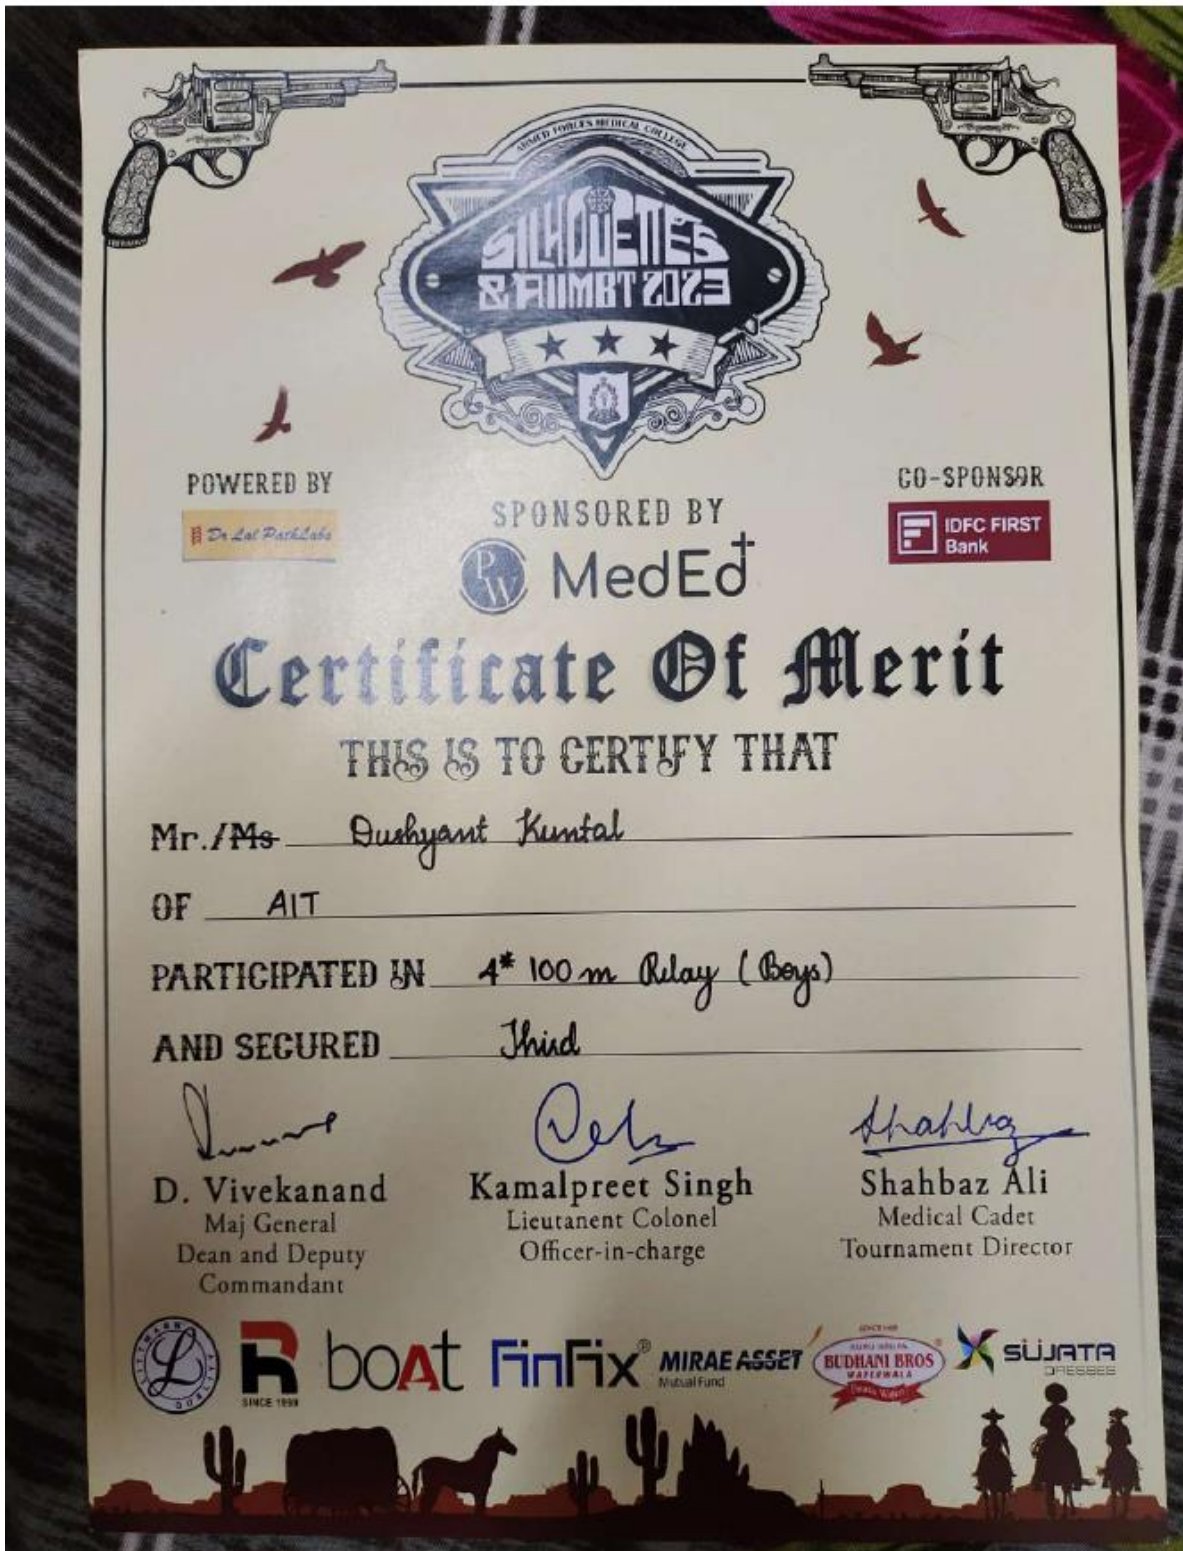 ARMED FORCES MEDICAL COLLEGE
SILHOUETTES
& AIIMBT 2023
POWERED BY
Dr Lal PathLabs
CO-SPONSOR
IDFC FIRST
Bank
SPONSORED BY
PW MedEd+
Certificate Of Merit
THIS IS TO CERTIFY THAT
Mr./Ms Dushyant Kuntal
OF AIT
PARTICIPATED IN 4* 100 m Relay (Boys)
AND SECURED Third
Shahbaz
D. Vivekanand
Maj General
Dean and Deputy
Commandant
Kamalpreet Singh
Lieutanent Colonel
Officer-in-charge
Shahbaz Ali
Medical Cadet
Tournament Director
LITTMANN
L
R
SINCE 1999
boAt
FinFix®
MIRAE ASSET
Mutual Fund
BUDHANI BROS
WAFERWALA
SUJATA
DRESSES